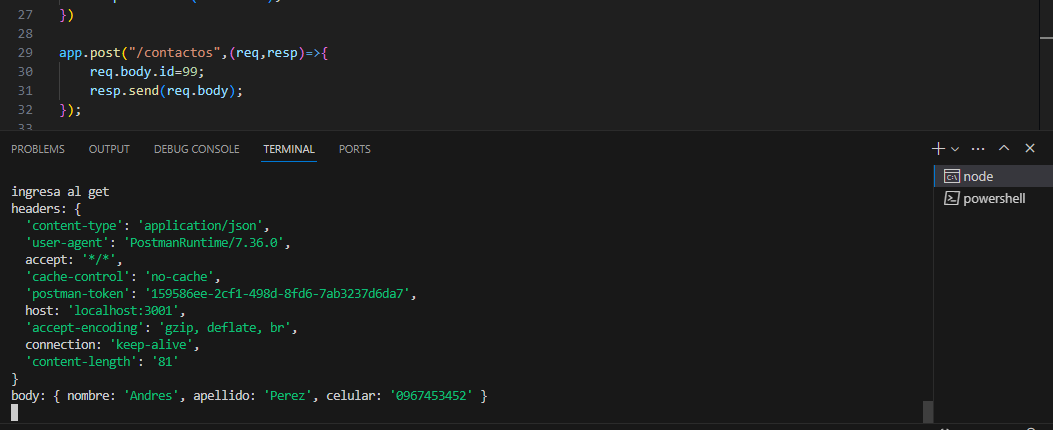 27 })
28
29 app.post("/contactos",(req,resp)=>{
30 req.body.id=99;
31 resp.send(req.body);
32 });
33
PROBLEMS OUTPUT DEBUG CONSOLE TERMINAL PORTS
node
powershell
ingresa al get
headers: {
'content-type': 'application/json',
'user-agent': 'PostmanRuntime/7.36.0',
accept: '*/*',
'cache-control': 'no-cache',
'postman-token': '159586ee-2cf1-498d-8fd6-7ab3237d6da7',
host: 'localhost:3001',
'accept-encoding': 'gzip, deflate, br',
connection: 'keep-alive',
'content-length': '81'
}
body: { nombre: 'Andres', apellido: 'Perez', celular: '0967453452' }